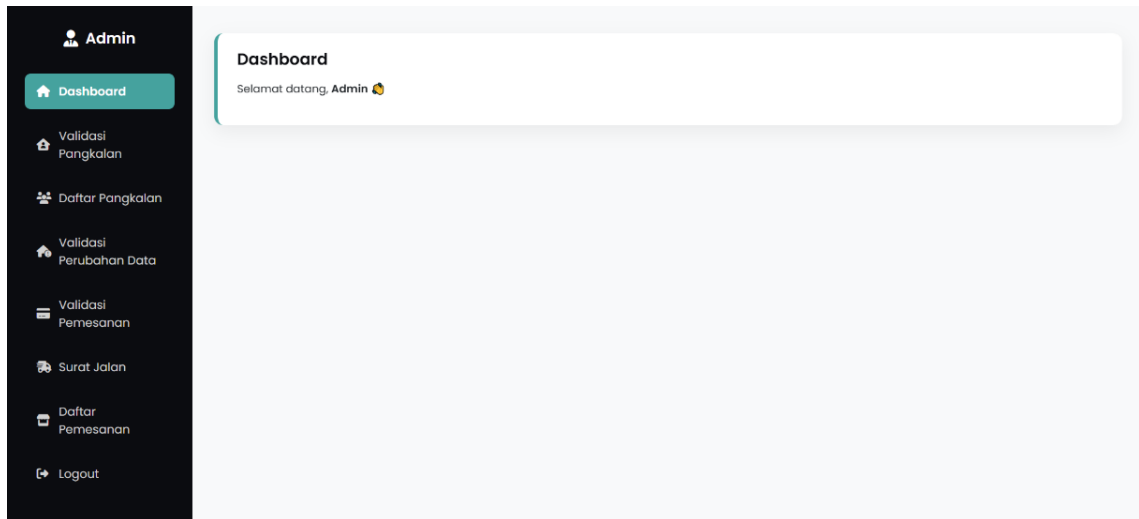 Admin
Dashboard
Validasi
Pangkalan
Daftar Pangkalan
Validasi
Perubahan Data
Validasi
Pemesanan
Surat Jalan
Daftar
Pemesanan
Logout
Dashboard
Selamat datang, Admin 👏